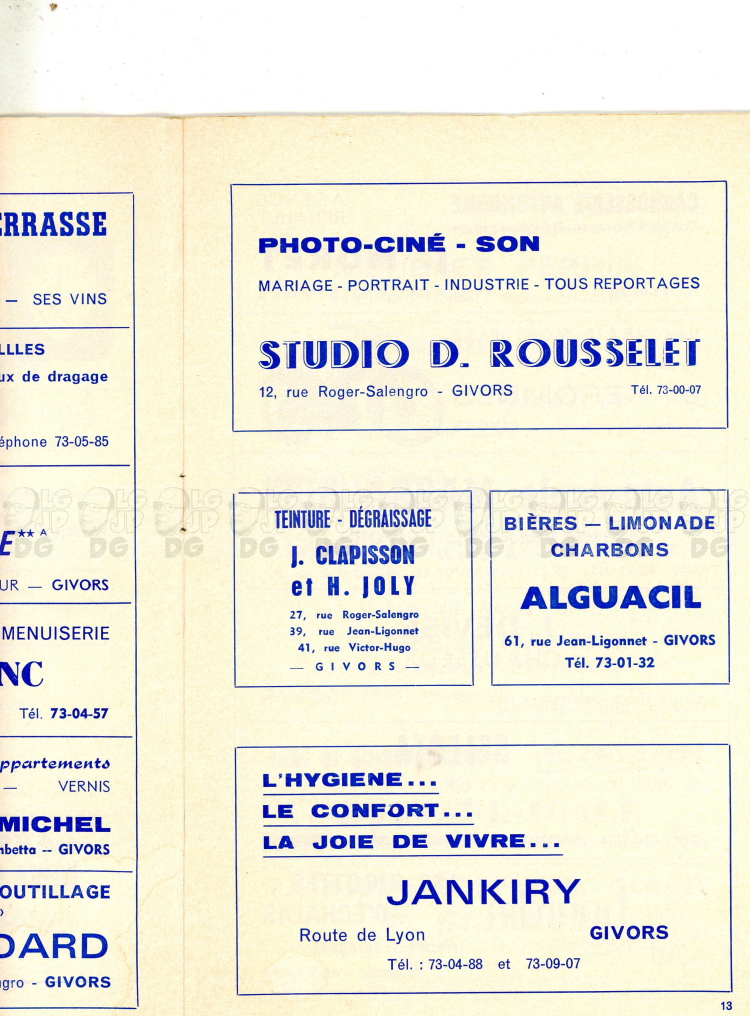 ERRASSE
— SES VINS
LLLES
ux de dragage
éphone 73-05-85
E** A
UR — GIVORS
MENUISERIE
NC
Tél. 73-04-57
ppartements
— VERNIS
MICHEL
mbetta -- GIVORS
OUTILLAGE
DARD
ngro - GIVORS
PHOTO-CINÉ - SON
MARIAGE - PORTRAIT - INDUSTRIE - TOUS REPORTAGES
STUDIO D. ROUSSELET
12, rue Roger-Salengro - GIVORS Tél. 73-00-07
TEINTURE - DÉGRAISSAGE
J. CLAPISSON
et H. JOLY
27, rue Roger-Salengro
39, rue Jean-Ligonnet
41, rue Victor-Hugo
— GIVORS —
BIÈRES — LIMONADE
CHARBONS
ALGUACIL
61, rue Jean-Ligonnet - GIVORS
Tél. 73-01-32
L'HYGIENE...
LE CONFORT...
LA JOIE DE VIVRE...
JANKIRY
Route de Lyon GIVORS
Tél. : 73-04-88 et 73-09-07
13